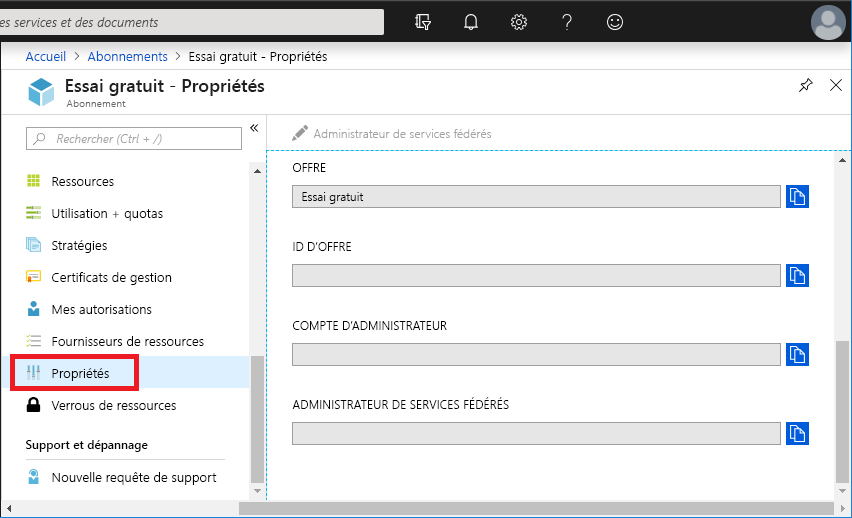 es services et des documents
Accueil > Abonnements > Essai gratuit - Propriétés
Essai gratuit - Propriétés
Abonnement
Rechercher (Ctrl + /)
Ressources
Utilisation + quotas
Stratégies
Certificats de gestion
Mes autorisations
Fournisseurs de ressources
Propriétés
Verrous de ressources
Support et dépannage
Nouvelle requête de support
Administrateur de services fédérés
OFFRE
Essai gratuit
ID D'OFFRE
COMPTE D'ADMINISTRATEUR
ADMINISTRATEUR DE SERVICES FÉDÉRÉS